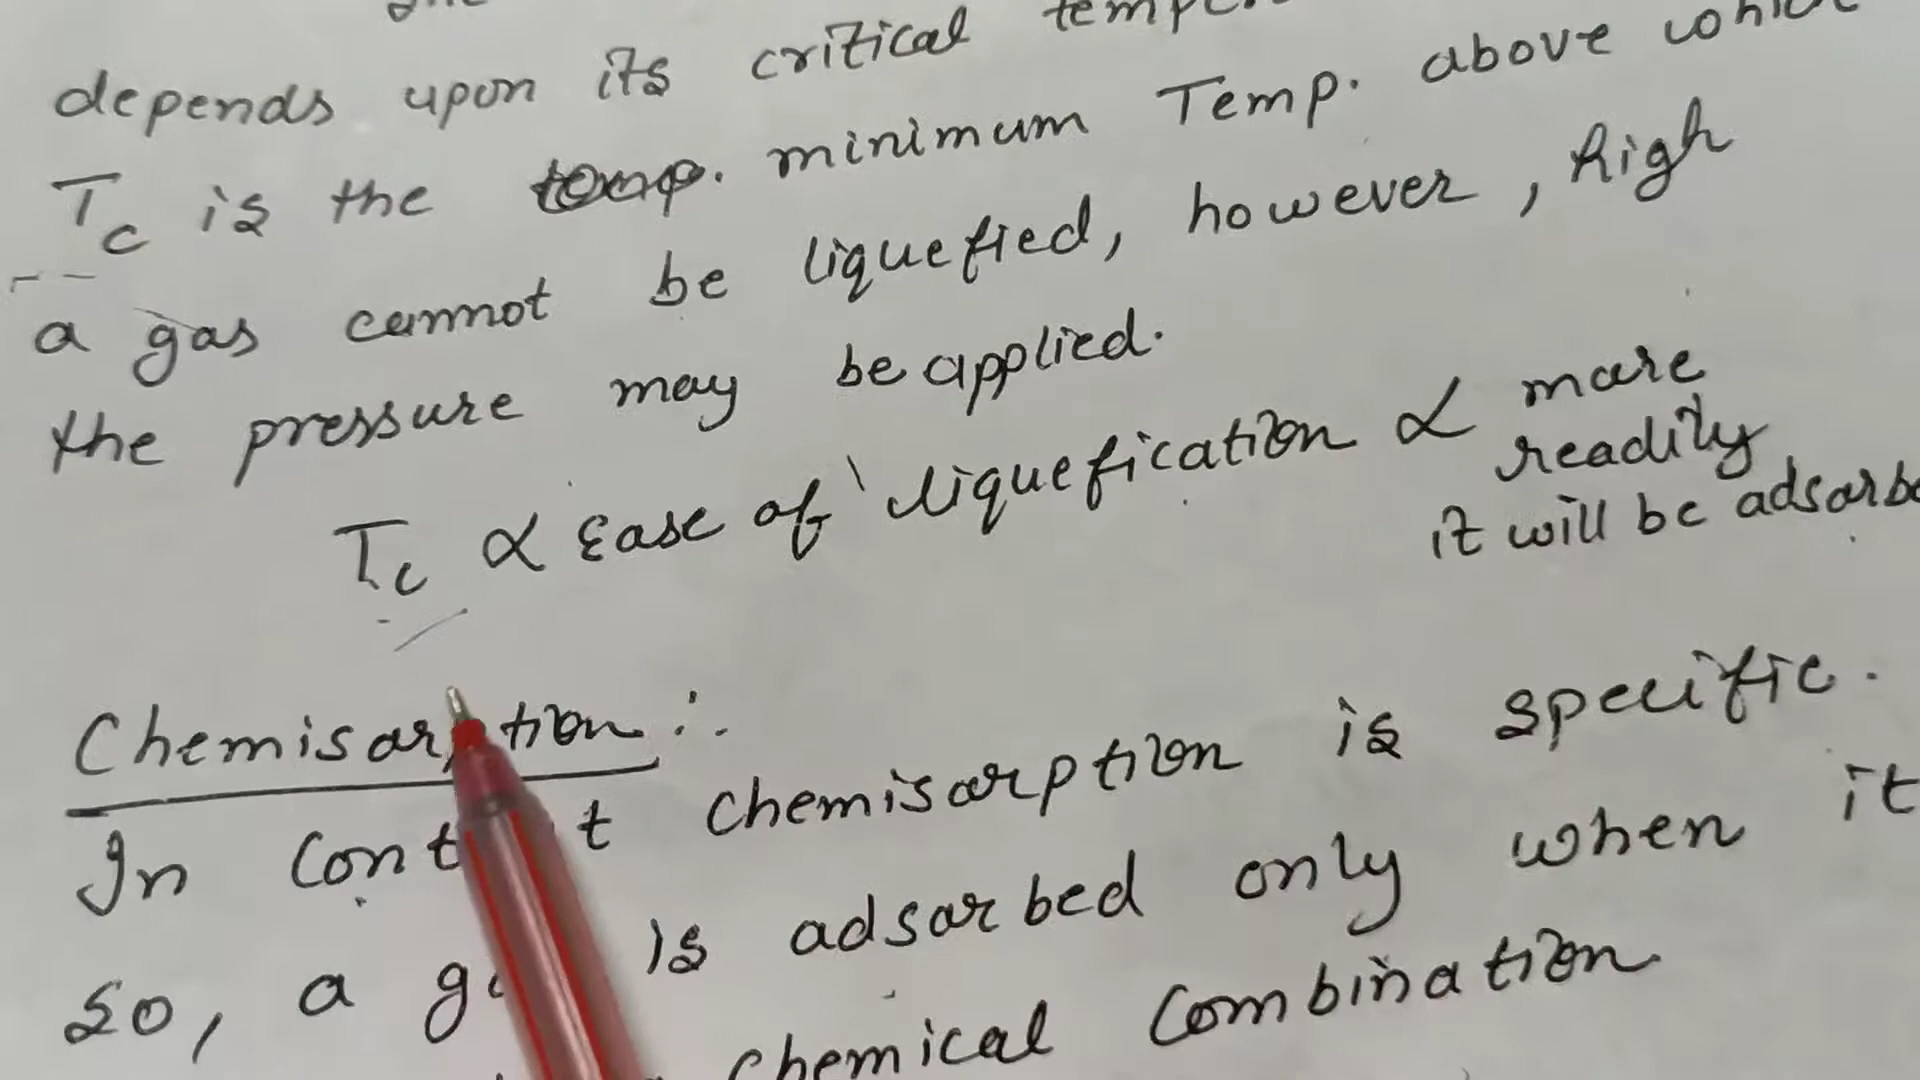 depends upon its critical
Tc is the temp. minimum Temp. above
a gas cannot be liquefied, however, high
the pressure may be applied.
Tc ∝ Ease of liquefication ∝ more readily it will be
Chemisorption :.
In chemisorption is specific.
So, a is adsorbed only when it
chemical combination